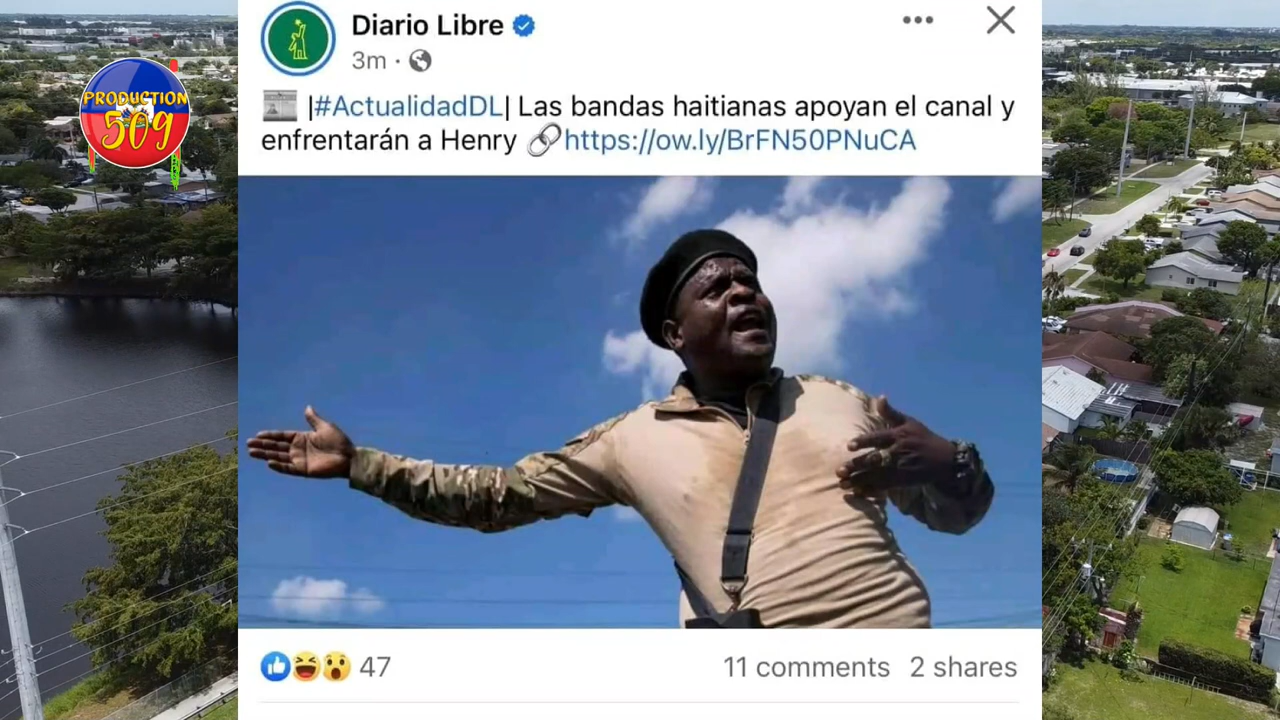 PRODUCTION
509
Diario Libre
3m ·
|#ActualidadDL| Las bandas haitianas apoyan el canal y
enfrentarán a Henry 🔗https://ow.ly/BrFN50PNuCA
47
11 comments 2 shares